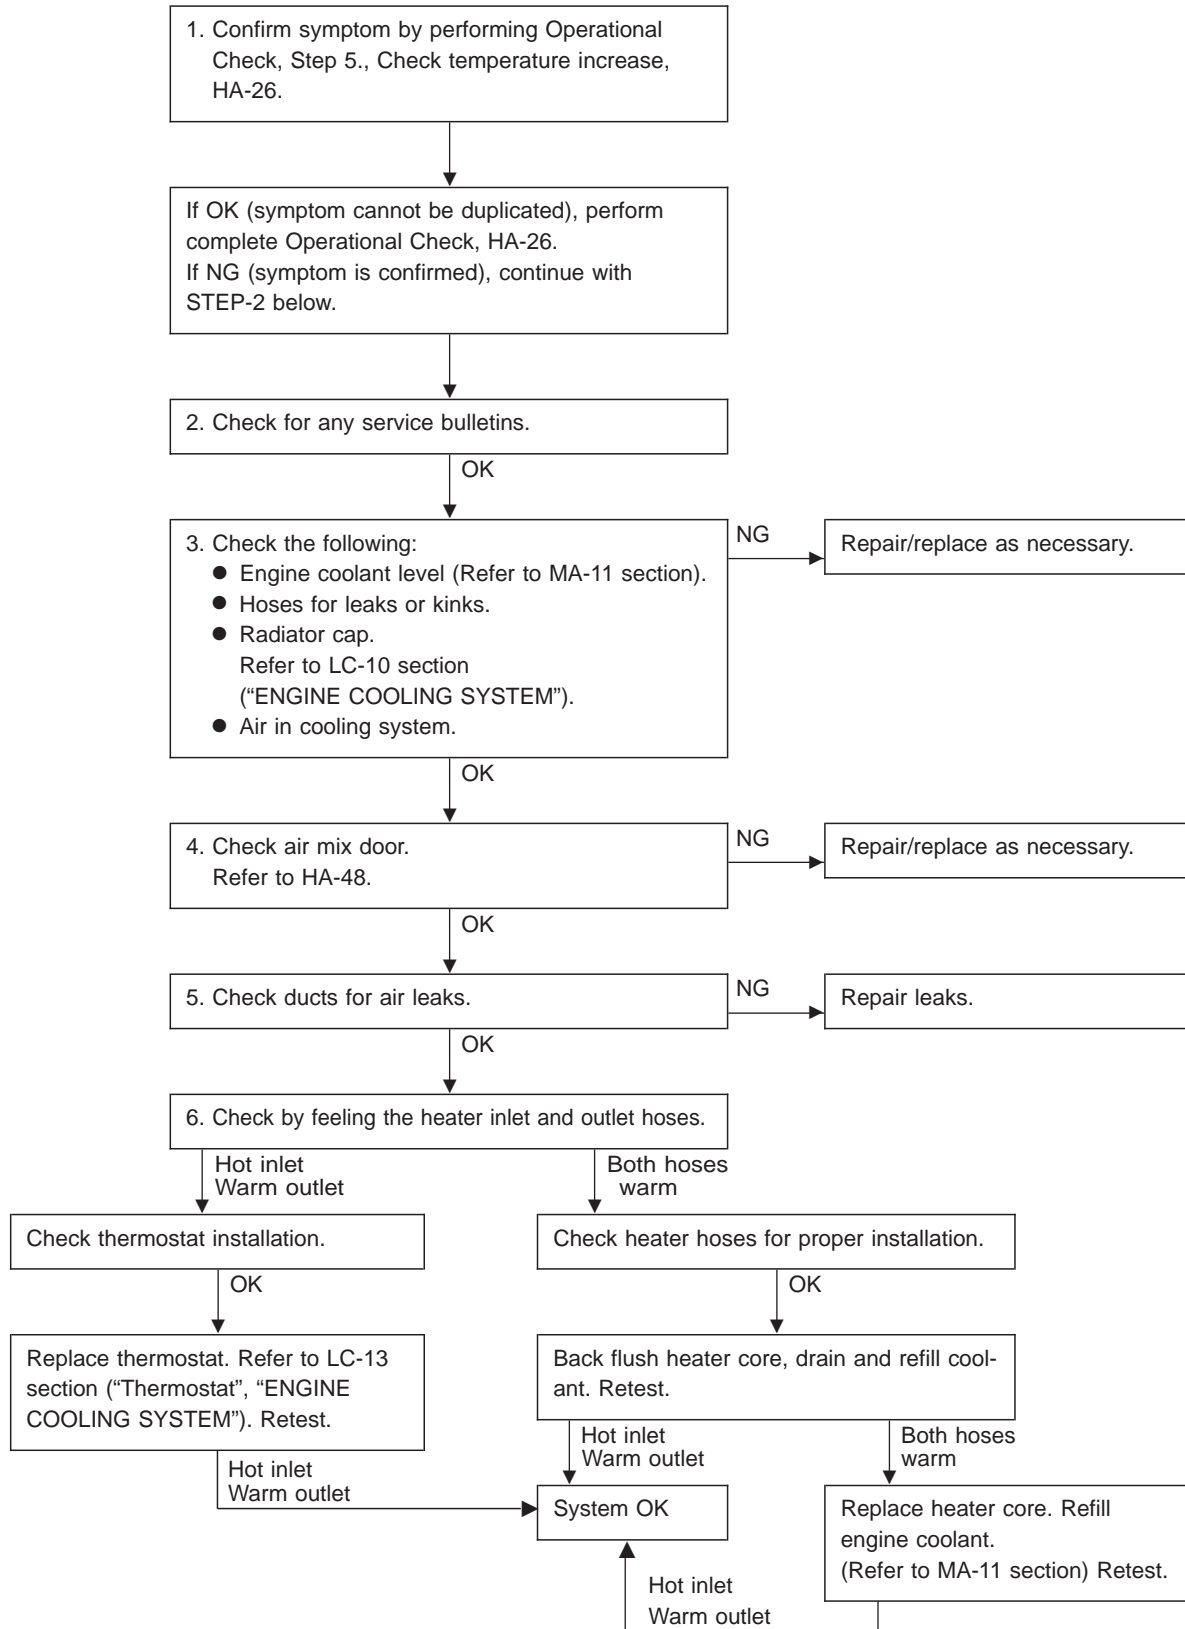 1. Confirm symptom by performing Operational
Check, Step 5., Check temperature increase,
HA-26.
If OK (symptom cannot be duplicated), perform
complete Operational Check, HA-26.
If NG (symptom is confirmed), continue with
STEP-2 below.
2. Check for any service bulletins.
OK
3. Check the following:
● Engine coolant level (Refer to MA-11 section).
● Hoses for leaks or kinks.
● Radiator cap.
Refer to LC-10 section
(“ENGINE COOLING SYSTEM”).
● Air in cooling system.
NG
Repair/replace as necessary.
OK
4. Check air mix door.
Refer to HA-48.
NG
Repair/replace as necessary.
OK
5. Check ducts for air leaks.
NG
Repair leaks.
OK
6. Check by feeling the heater inlet and outlet hoses.
Hot inlet
Warm outlet
Both hoses
warm
Check thermostat installation.
Check heater hoses for proper installation.
OK
OK
Replace thermostat. Refer to LC-13
section (“Thermostat”, “ENGINE
COOLING SYSTEM”). Retest.
Back flush heater core, drain and refill cool-
ant. Retest.
Hot inlet
Warm outlet
Hot inlet
Warm outlet
Both hoses
warm
System OK
Replace heater core. Refill
engine coolant.
(Refer to MA-11 section) Retest.
Hot inlet
Warm outlet